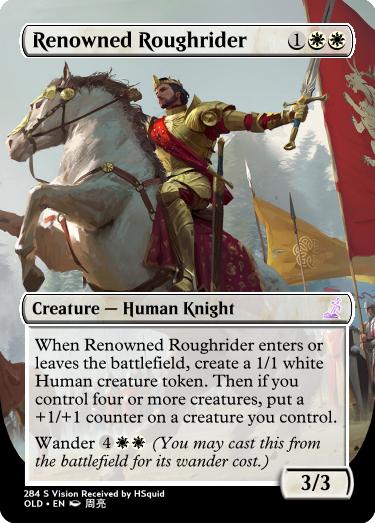 Renowned Roughrider 1
Creature — Human Knight
When Renowned Roughrider enters or
leaves the battlefield, create a 1/1 white
Human creature token. Then if you
control four or more creatures, put a
+1/+1 counter on a creature you control.
Wander 4 (You may cast this from
the battlefield for its wander cost.)
3/3
284 S Vision Received by HSquid
OLD • EN 周亮